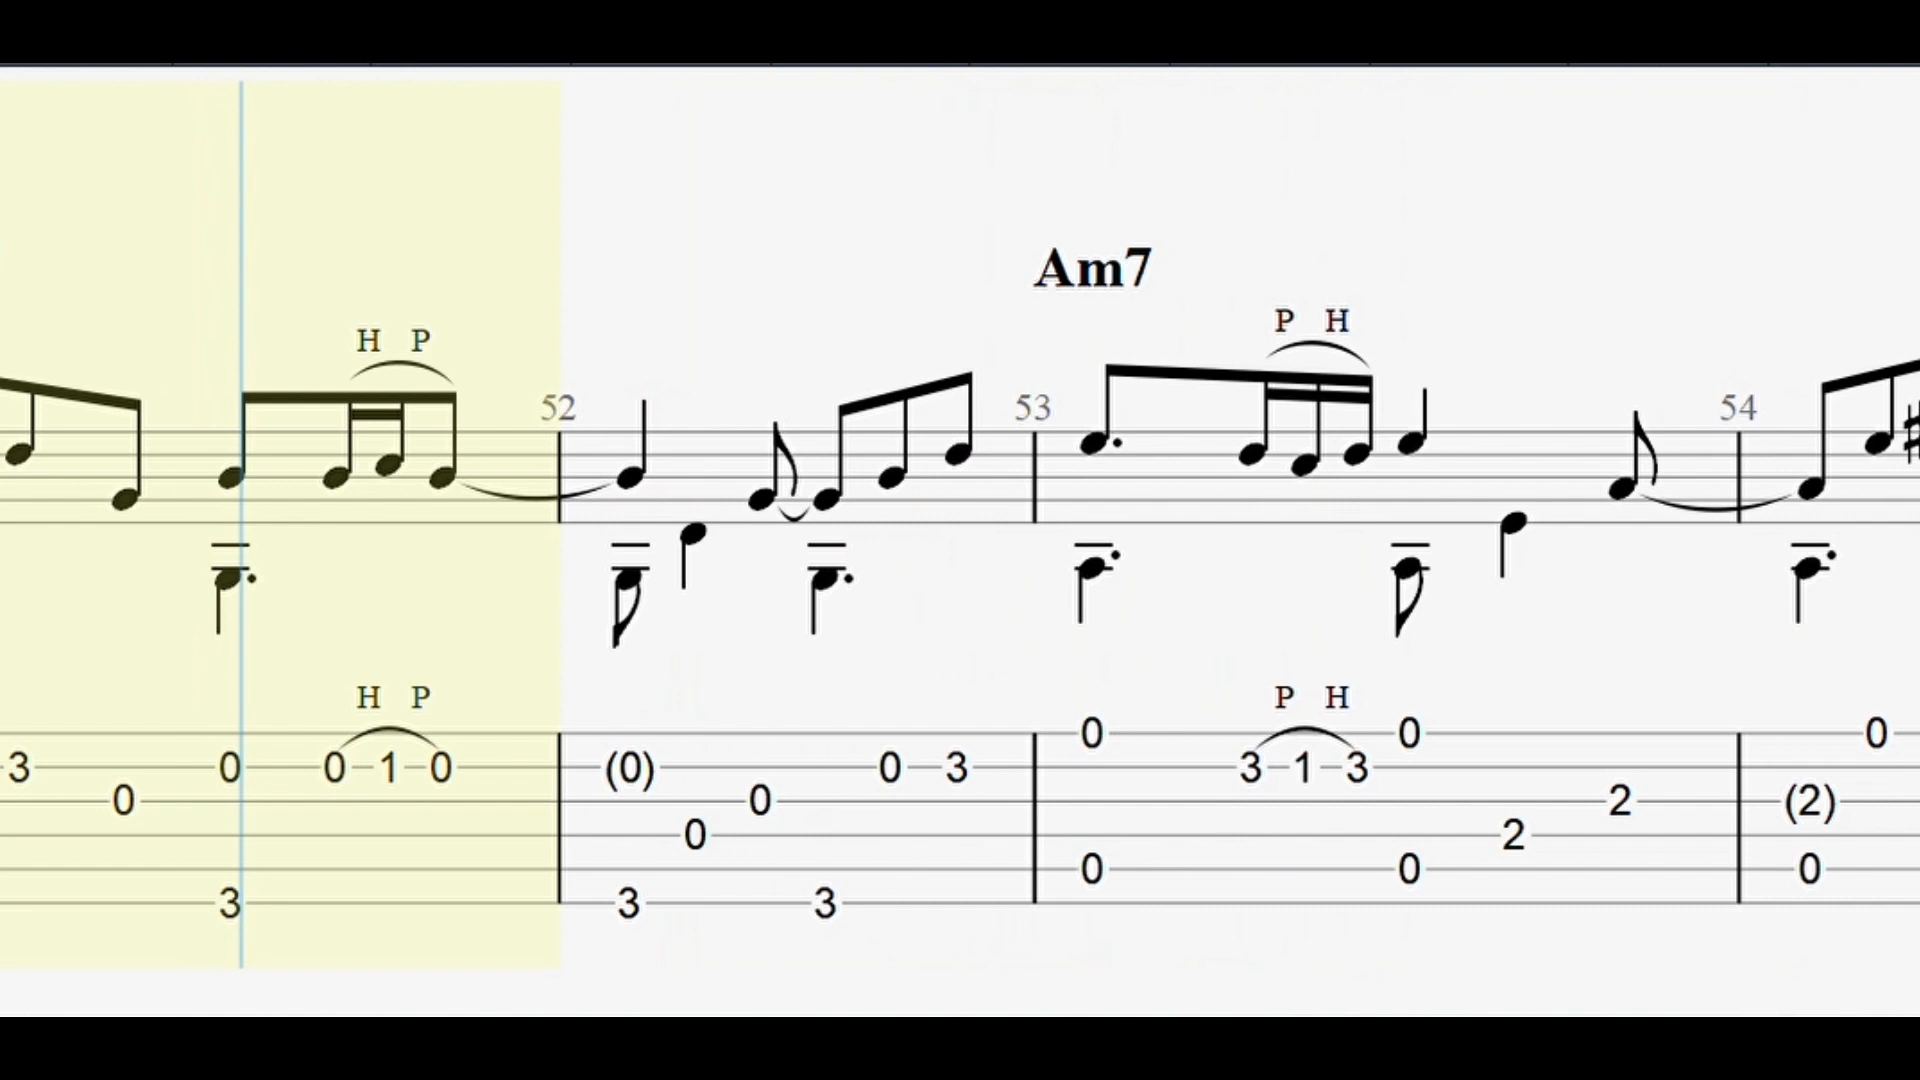 Am7
P H
H P
52 53 54
H P P H
0 0 0
3 0 0 1 0 (0) 0 3 3 1 3
0 0 2 (2)
0 2
0 0 0
3 3 3